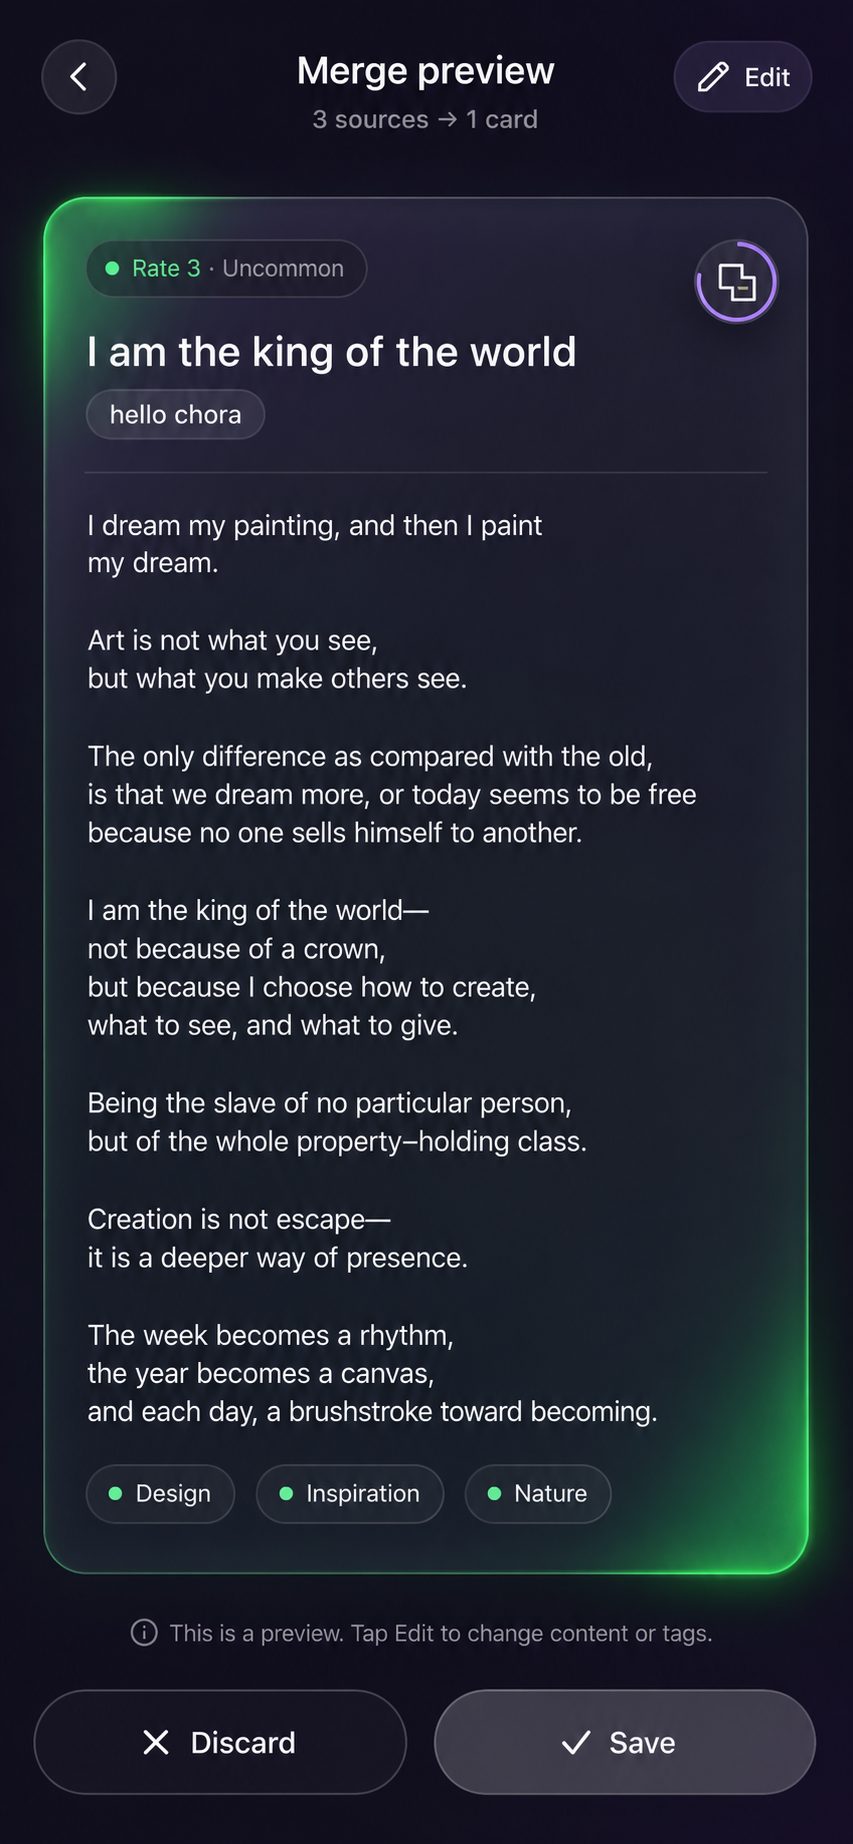 Merge preview
Edit
3 sources → 1 card
Rate 3 · Uncommon
I am the king of the world
hello chora
I dream my painting, and then I paint
my dream.
Art is not what you see,
but what you make others see.
The only difference as compared with the old,
is that we dream more, or today seems to be free
because no one sells himself to another.
I am the king of the world—
not because of a crown,
but because I choose how to create,
what to see, and what to give.
Being the slave of no particular person,
but of the whole property–holding class.
Creation is not escape—
it is a deeper way of presence.
The week becomes a rhythm,
the year becomes a canvas,
and each day, a brushstroke toward becoming.
Design
Inspiration
Nature
This is a preview. Tap Edit to change content or tags.
Discard
Save